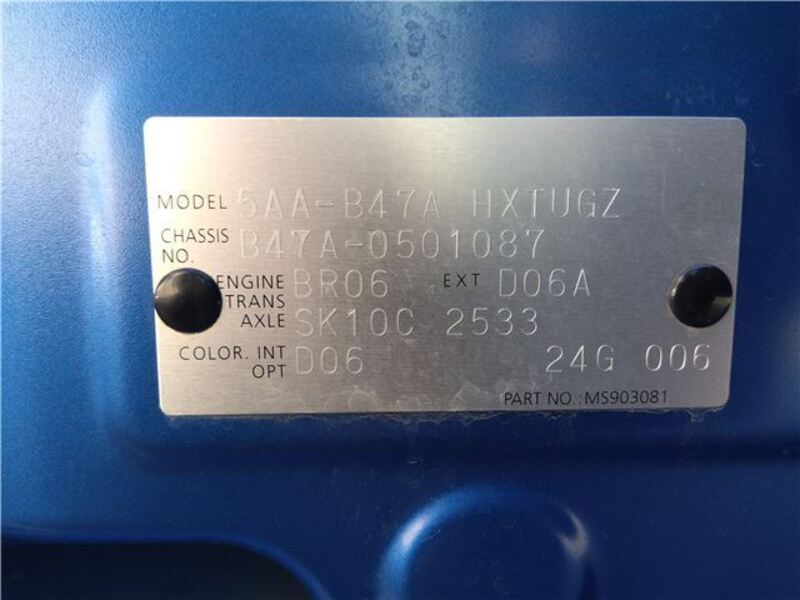 MODEL 5AA-B47A HXTUGZ
CHASSIS NO. B47A-0501087
ENGINE BR06 EXT D06A
TRANS AXLE SK10C 2533
COLOR. INT OPT D06 24G 006
PART NO.:MS903081